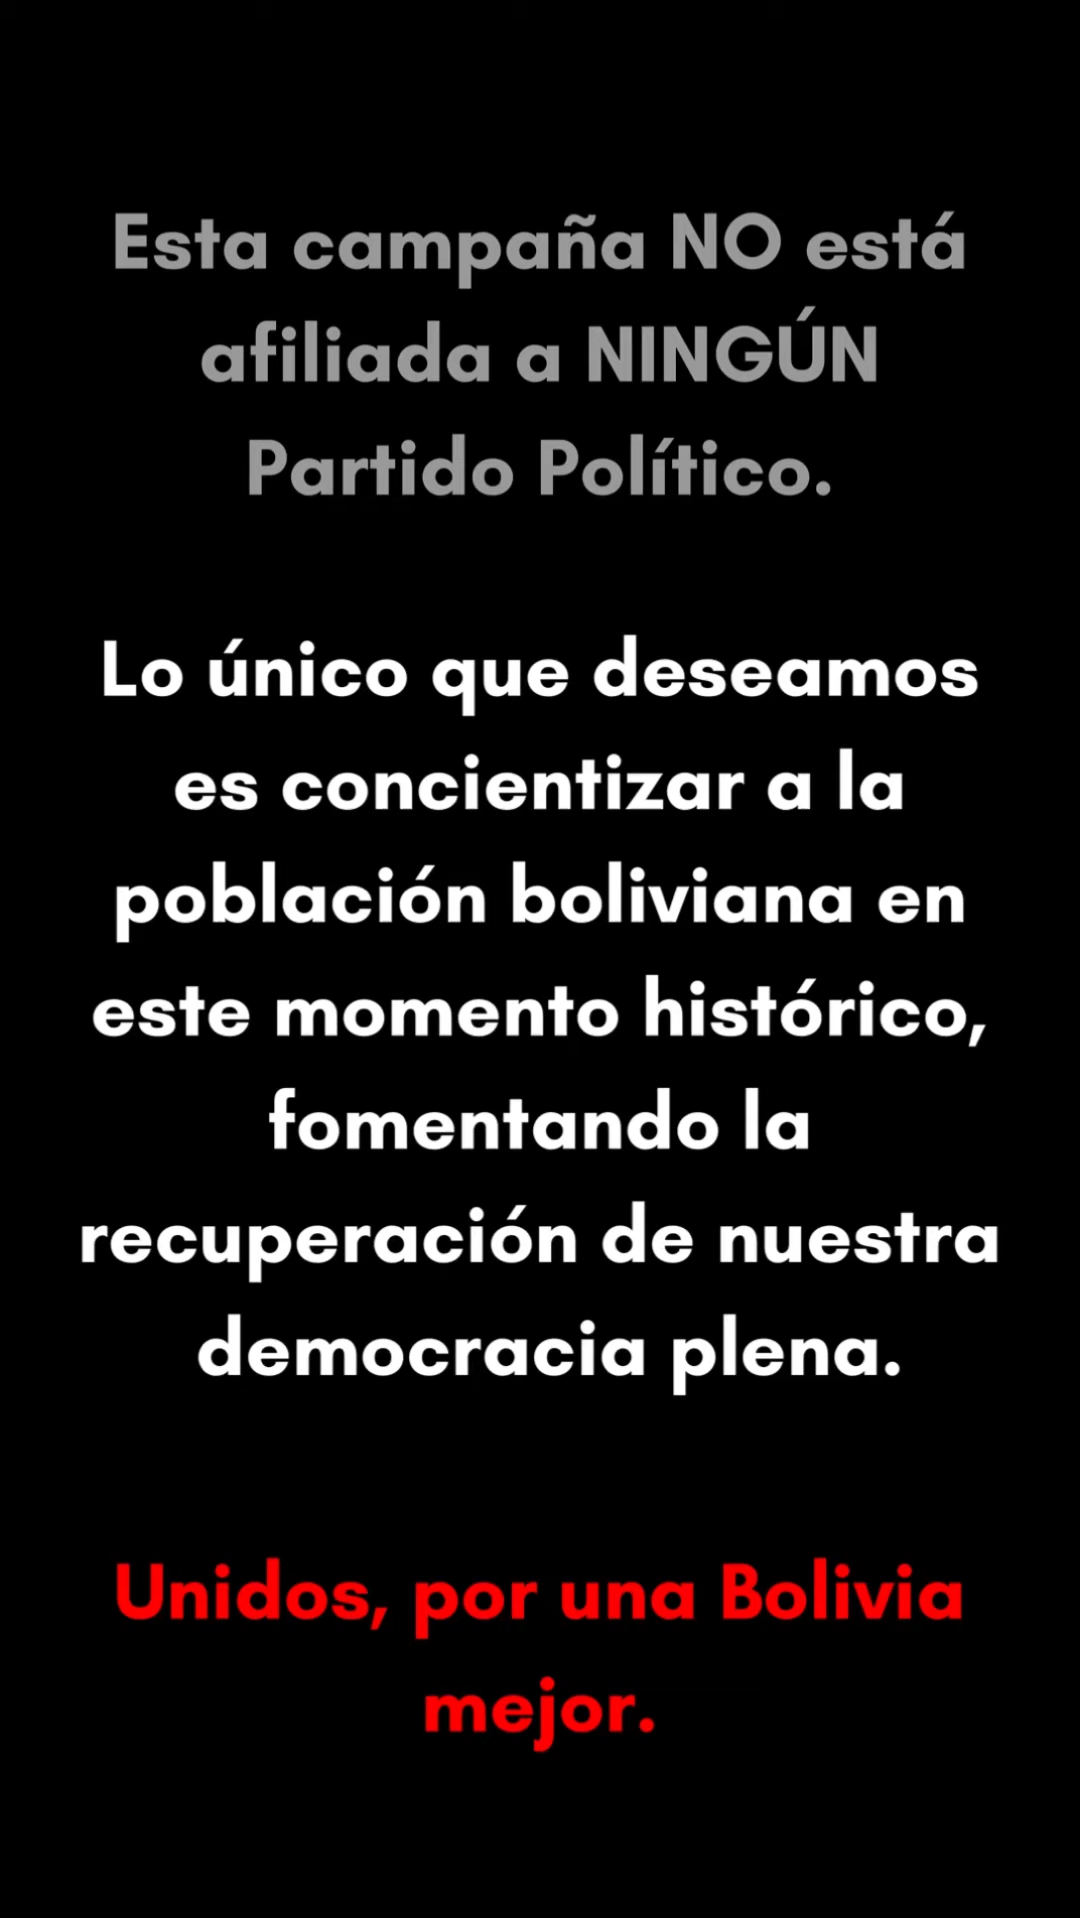 Esta campaña NO está
afiliada a NINGÚN
Partido Político.
Lo único que deseamos
es concientizar a la
población boliviana en
este momento histórico,
fomentando la
recuperación de nuestra
democracia plena.
Unidos, por una Bolivia
mejor.